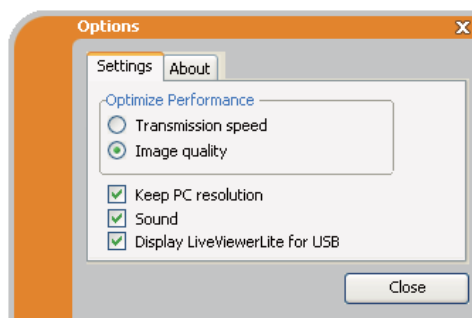 Options
Settings About
Optimize Performance
Transmission speed
Image quality
Keep PC resolution
Sound
Display LiveViewerLite for USB
Close